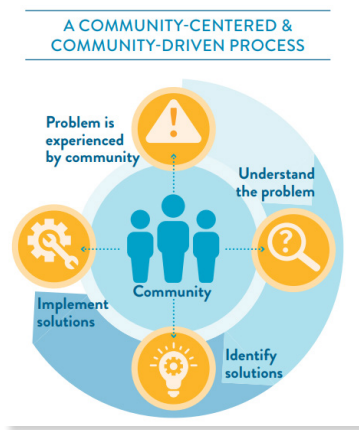 A COMMUNITY-CENTERED &
COMMUNITY-DRIVEN PROCESS
Problem is
experienced
by community
Understand
the problem
?
Community
Implement
solutions
Identify
solutions